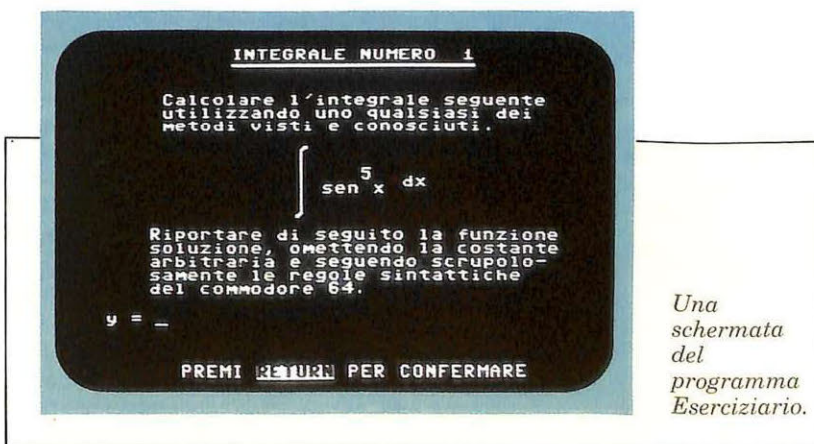 INTEGRALE NUMERO 1
Calcolare l'integrale seguente
utilizzando uno qualsiasi dei
metodi visti e conosciuti.
∫ sen⁵x dx
Riportare di seguito la funzione
soluzione, omettendo la costante
arbitraria e seguendo scrupolo-
samente le regole sintattiche
del commodore 64.
y = _
PREMI RETURN PER CONFERMARE
Una
schermata
del
programma
Eserciziario.